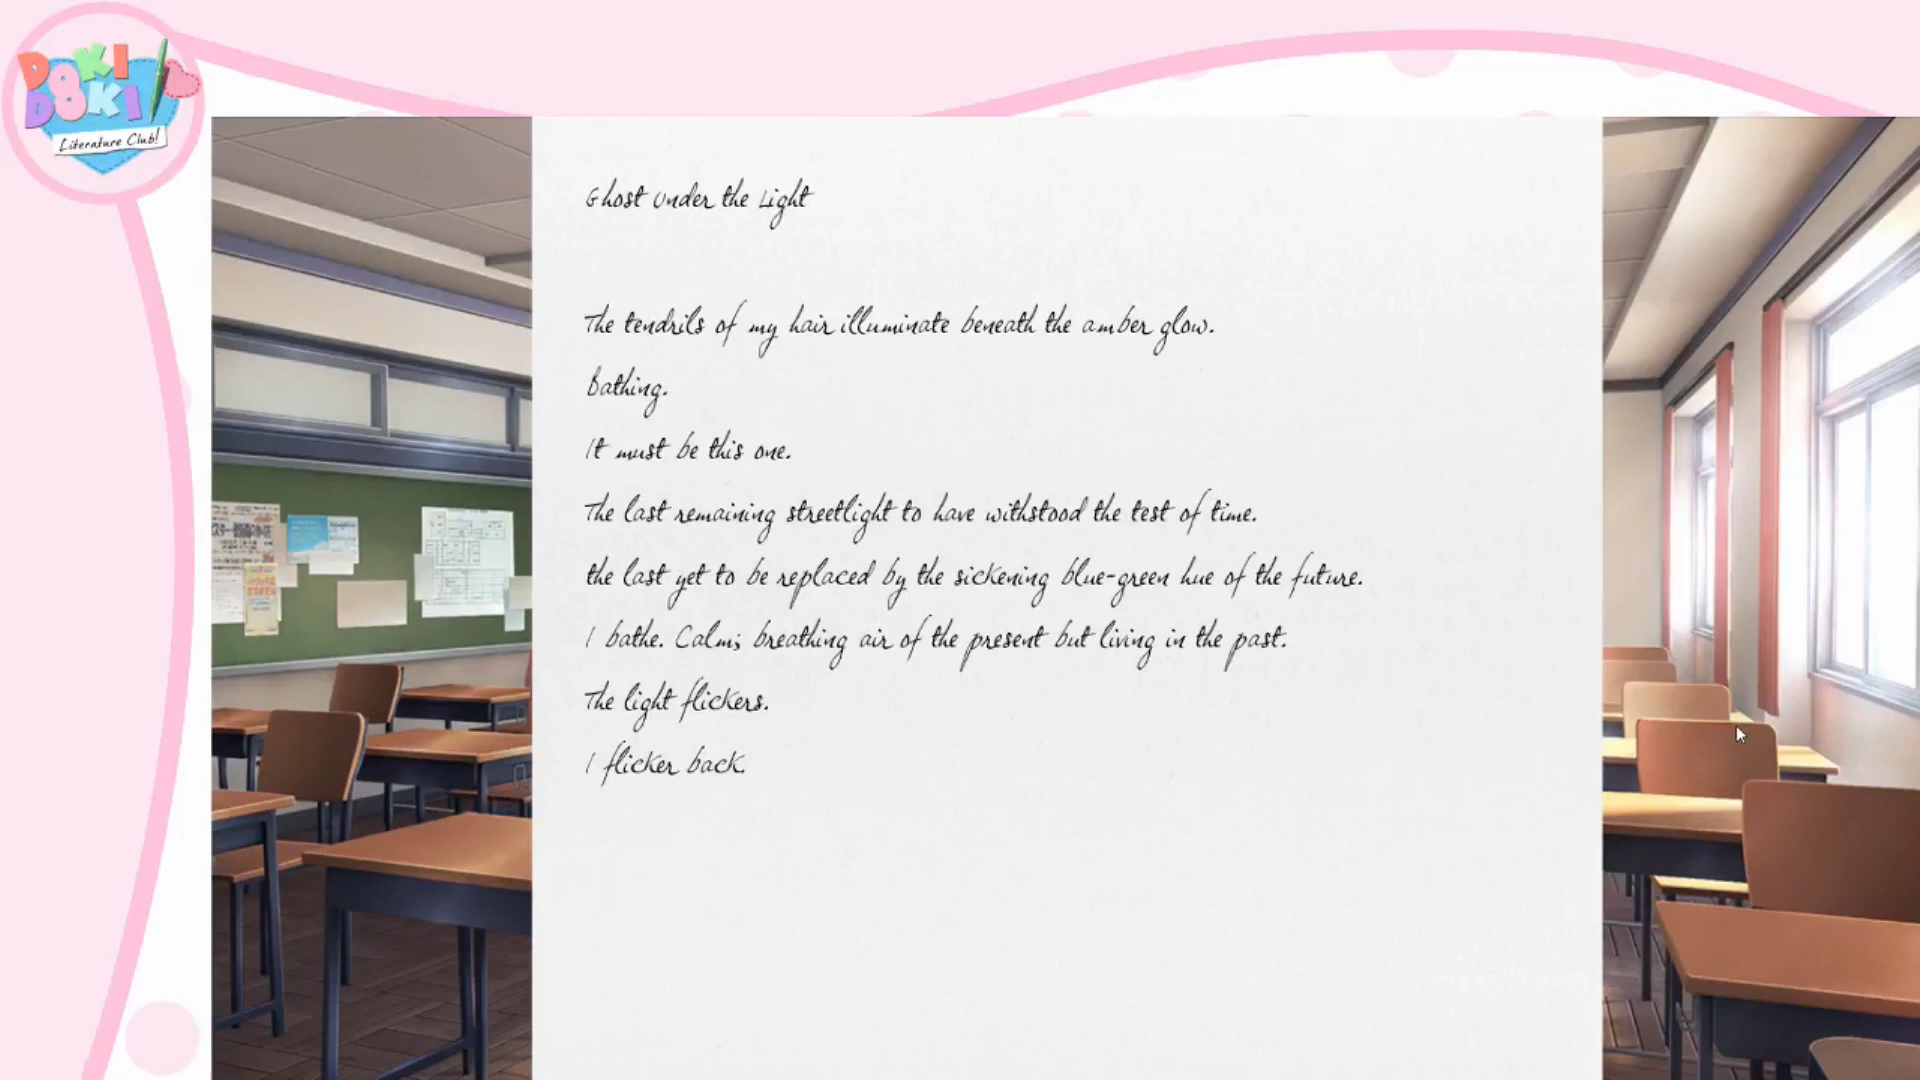 DOKI
DOKI
Literature Club!
Ghost Under the Light
The tendrils of my hair illuminate beneath the amber glow.
Bathing.
It must be this one.
The last remaining streetlight to have withstood the test of time.
the last yet to be replaced by the sickening blue-green hue of the future.
I bathe. Calm; breathing air of the present but living in the past.
The light flickers.
I flicker back.